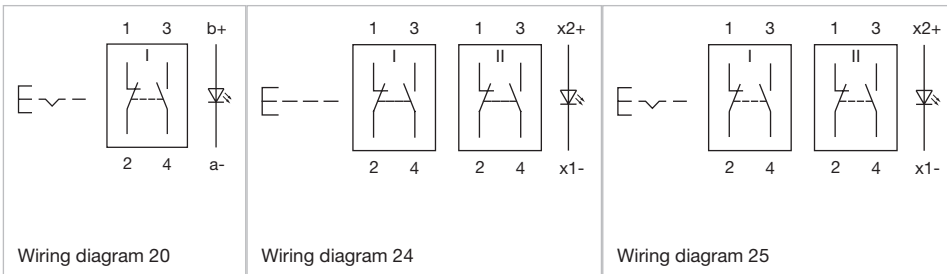 1 3 b+
I
2 4 a-
Wiring diagram 20
1 3 1 3 x2+
I II
2 4 2 4 x1-
Wiring diagram 24
1 3 1 3 x2+
I II
2 4 2 4 x1-
Wiring diagram 25